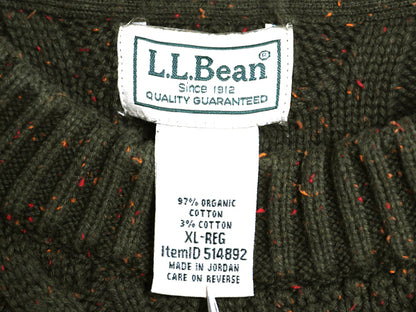 L.L.Bean®
Since 1912
QUALITY GUARANTEED
97% ORGANIC
COTTON
3% COTTON
XL-REG
ItemID 514892
MADE IN JORDAN
CARE ON REVERSE